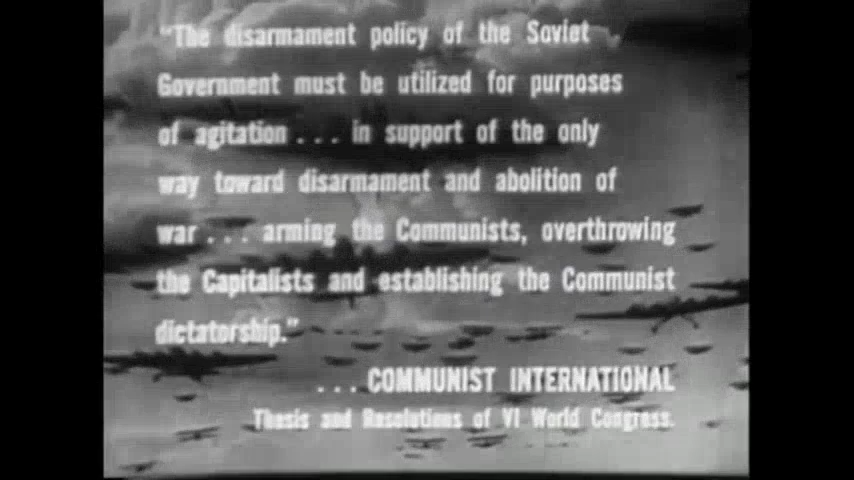 "The disarmament policy of the Soviet
Government must be utilized for purposes
of agitation . . . in support of the only
way toward disarmament and abolition of
war . . . arming the Communists, overthrowing
the Capitalists and establishing the Communist
dictatorship."
. . . COMMUNIST INTERNATIONAL
Thesis and Resolutions of VI World Congress.